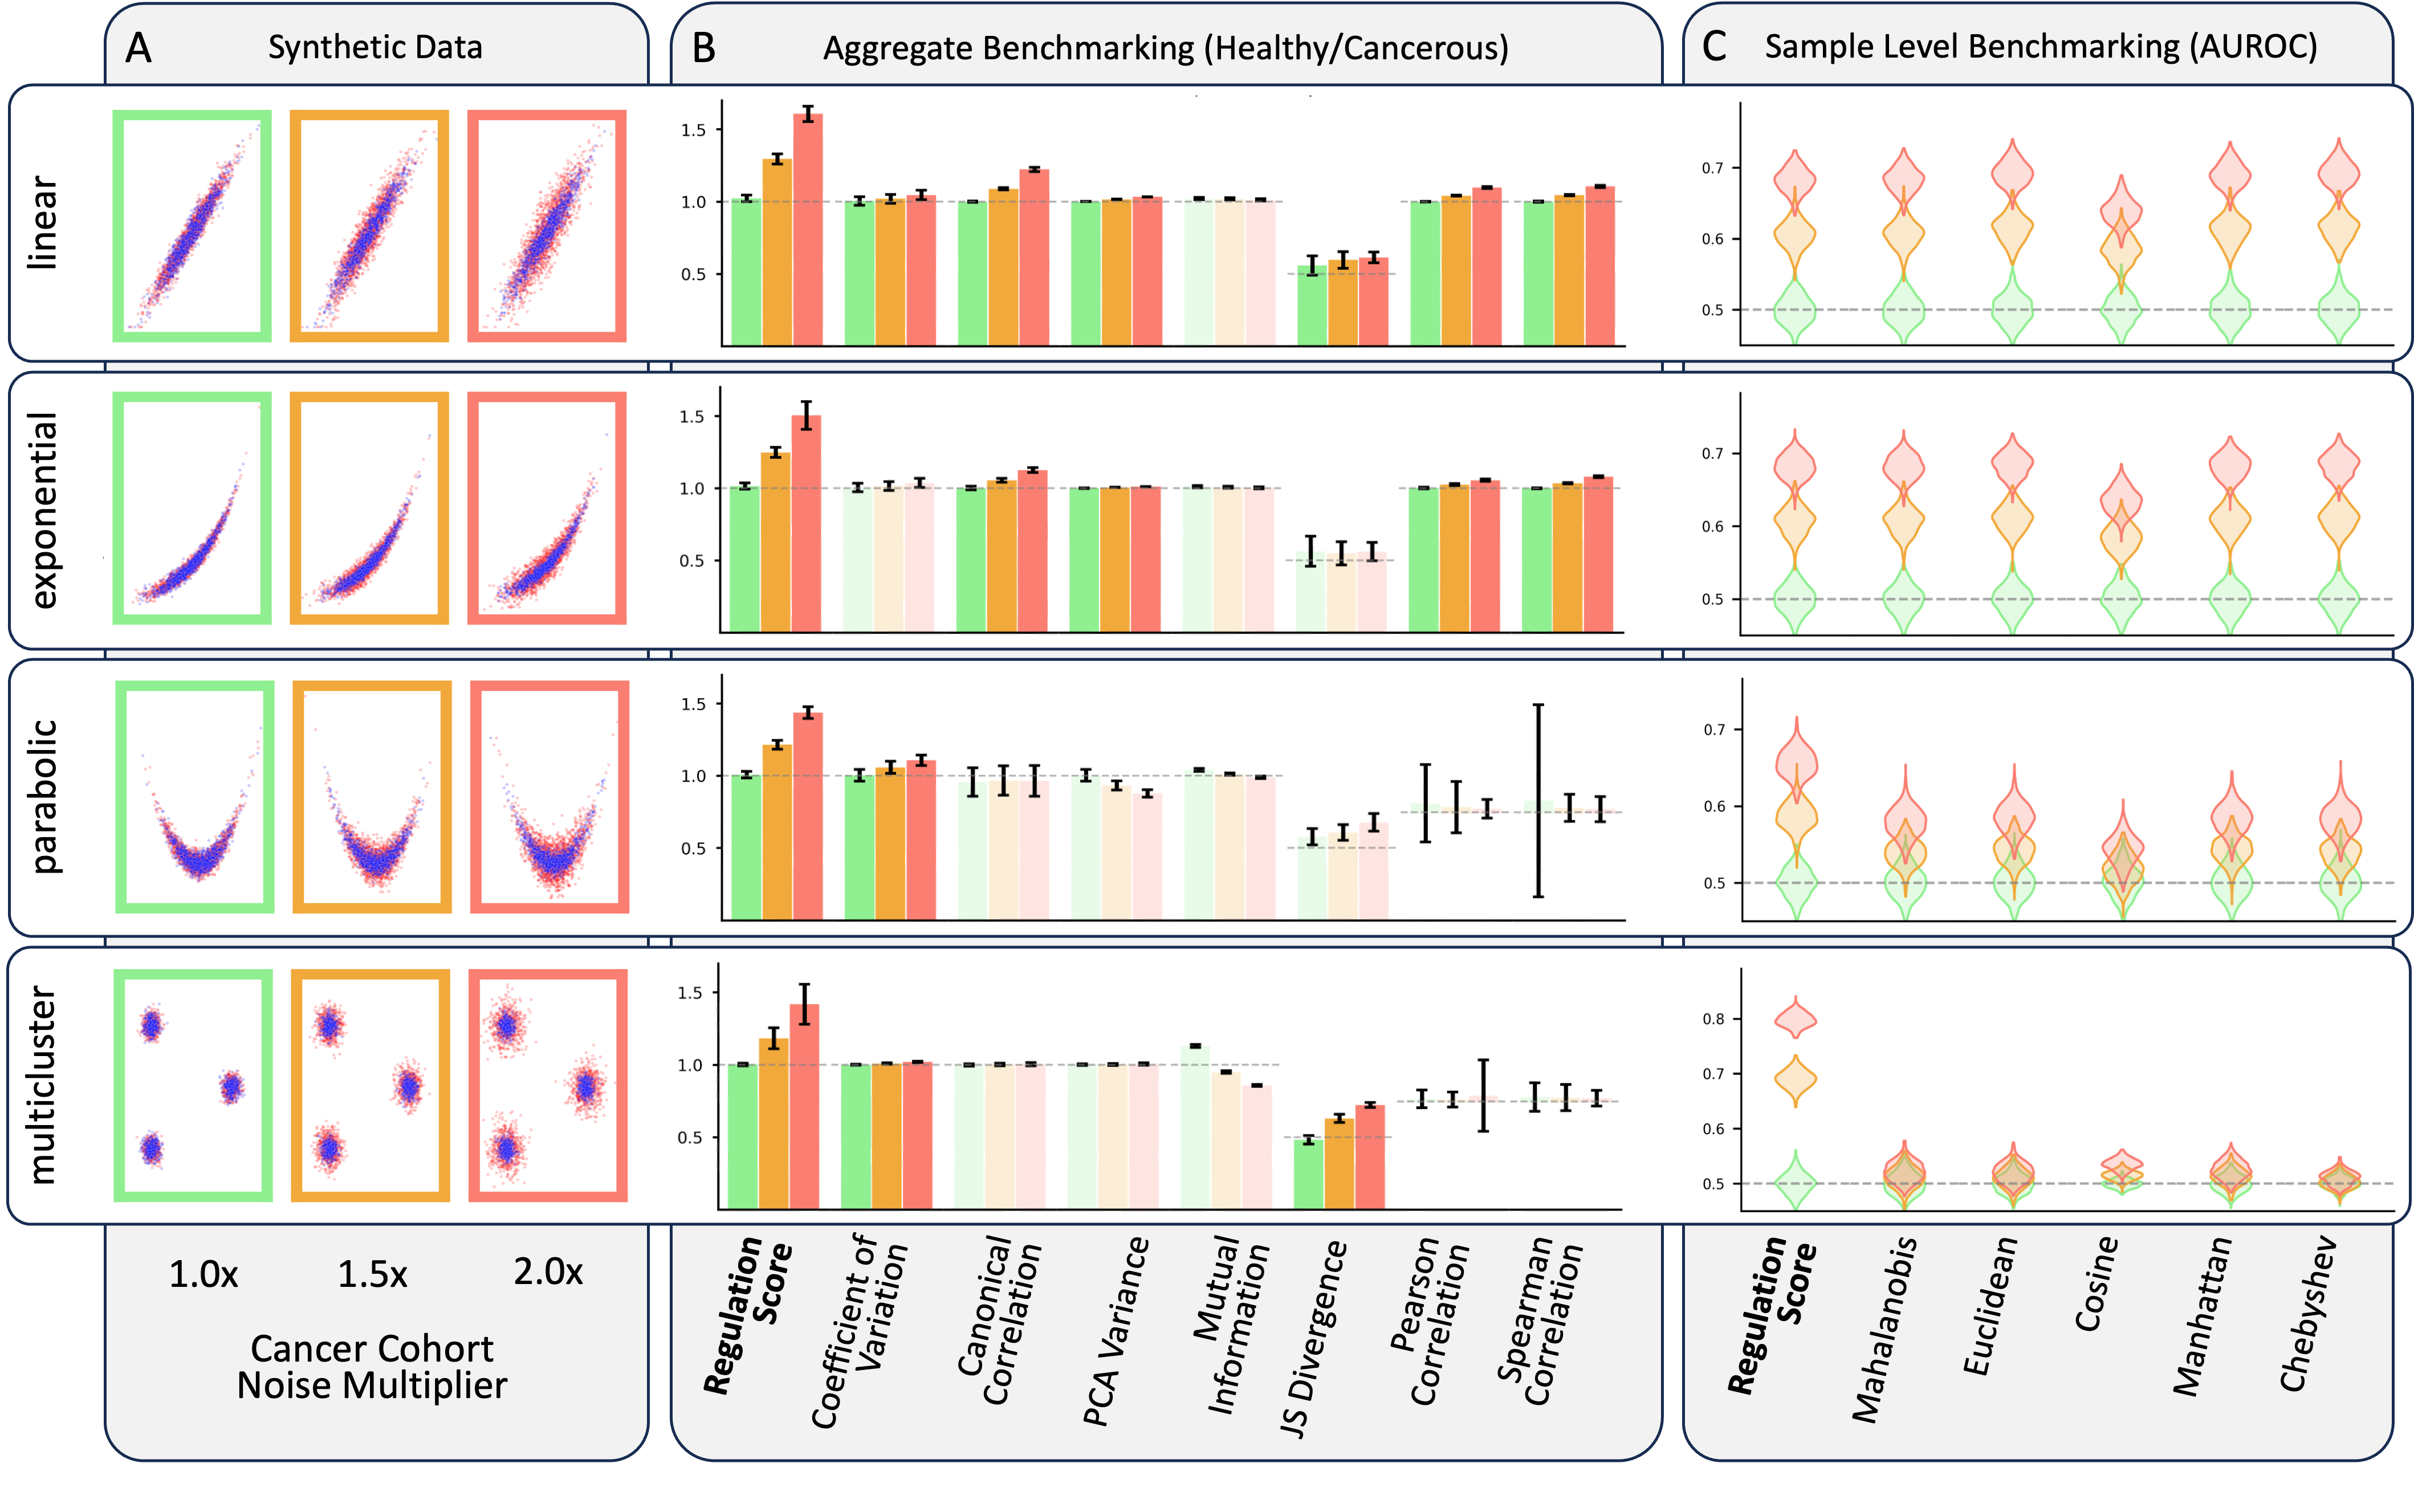 A
Synthetic Data
B
Aggregate Benchmarking (Healthy/Cancerous)
C
Sample Level Benchmarking (AUROC)
linear
1.5
1.0
0.5
0.7
0.6
0.5
exponential
1.5
1.0
0.5
0.7
0.6
0.5
parabolic
1.5
1.0
0.5
0.7
0.6
0.5
multicluster
1.5
1.0
0.5
0.8
0.7
0.6
0.5
1.0x
1.5x
2.0x
Cancer Cohort
Noise Multiplier
Regulation
Score
Coefficient of
Variation
Canonical
Correlation
PCA Variance
Mutual
Information
JS Divergence
Pearson
Correlation
Spearman
Correlation
Regulation
Score
Mahalanobis
Euclidean
Cosine
Manhattan
Chebyshev